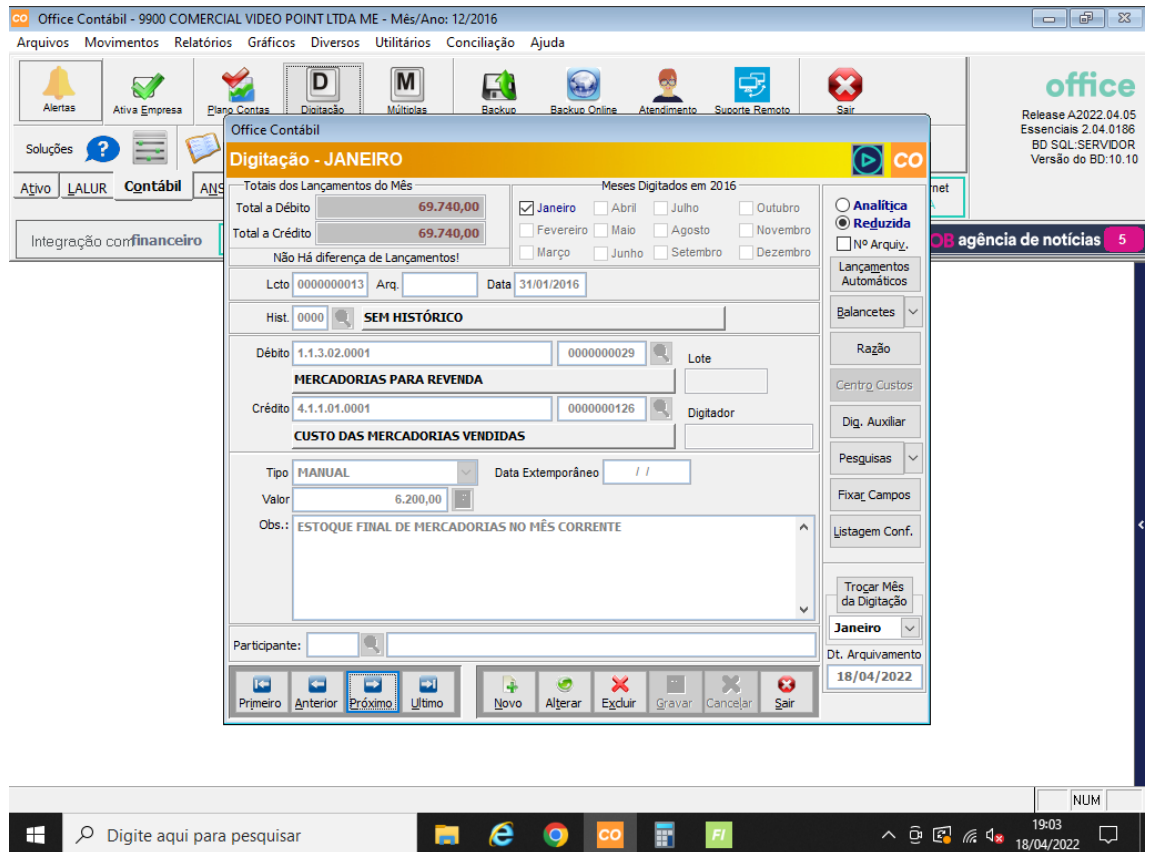 CO Office Contábil - 9900 COMERCIAL VIDEO POINT LTDA ME - Mês/Ano: 12/2016
Arquivos Movimentos Relatórios Gráficos Diversos Utilitários Conciliação Ajuda
D M
Alertas Ativa Empresa Plano Contas Digitação Múltiplas Backup Backup Online Atendimento Suporte Remoto Sair
office
Release A2022.04.05
Essenciais 2.04.0186
BD SQL:SERVIDOR
Versão do BD:10.10
Soluções ?
Ativo LALUR Contábil ANS
Integração com financeiro
agência de notícias 5
Office Contábil
Digitação - JANEIRO
CO
Totais dos Lançamentos do Mês
Total a Débito 69.740,00
Total a Crédito 69.740,00
Não Há diferença de Lançamentos!
Meses Digitados em 2016
Janeiro Abril Julho Outubro
Fevereiro Maio Agosto Novembro
Março Junho Setembro Dezembro
Analítica
Reduzida
Nº Arquiv.
Lcto 0000000013 Arq. Data 31/01/2016
Hist. 0000 SEM HISTÓRICO
Débito 1.1.3.02.0001 0000000029 Lote
MERCADORIAS PARA REVENDA
Crédito 4.1.1.01.0001 0000000126 Digitador
CUSTO DAS MERCADORIAS VENDIDAS
Tipo MANUAL Data Extemporâneo / /
Valor 6.200,00
Obs.: ESTOQUE FINAL DE MERCADORIAS NO MÊS CORRENTE
Participante:
Primeiro Anterior Próximo Ultimo Novo Alterar Excluir Gravar Cancelar Sair
Lançamentos
Automáticos
Balancetes
Razão
Centro Custos
Dig. Auxiliar
Pesquisas
Fixar Campos
Listagem Conf.
Trocar Mês
da Digitação
Janeiro
Dt. Arquivamento
18/04/2022
NUM
Digite aqui para pesquisar
CO
FI
19:03
18/04/2022